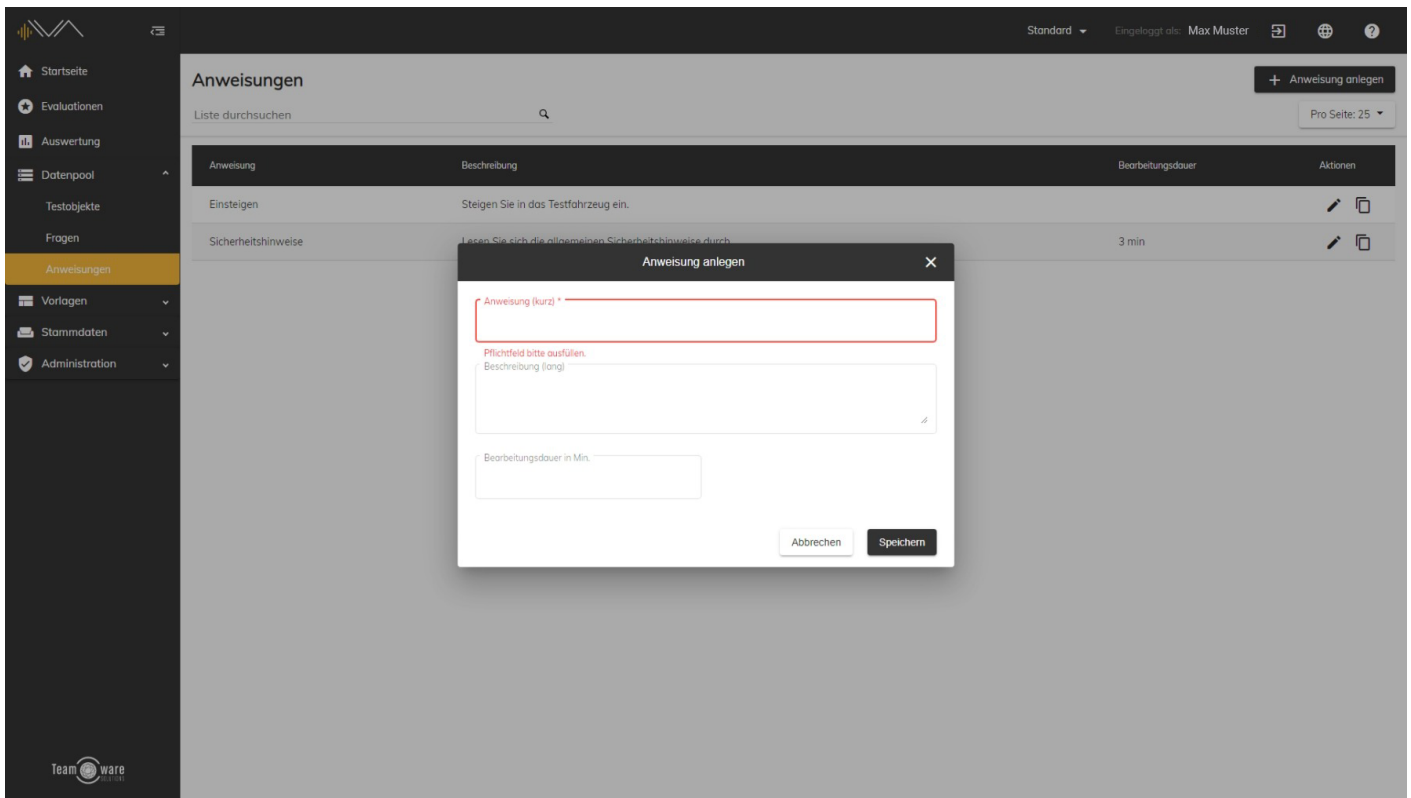 Standard
Eingeloggt als: Max Muster
Startseite
Evaluationen
Auswertung
Datenpool
Testobjekte
Fragen
Anweisungen
Vorlagen
Stammdaten
Administration
Anweisungen
+ Anweisung anlegen
Liste durchsuchen
Pro Seite: 25
Anweisung Beschreibung Bearbeitungsdauer Aktionen
Einsteigen Steigen Sie in das Testfahrzeug ein.
Sicherheitshinweise Lesen Sie sich die allgemeinen Sicherheitshinweise durch 3 min
Anweisung anlegen
Anweisung (kurz) *
Pflichtfeld bitte ausfüllen.
Beschreibung (lang)
Bearbeitungsdauer in Min.
Abbrechen Speichern
Team ware
SOLUTIONS